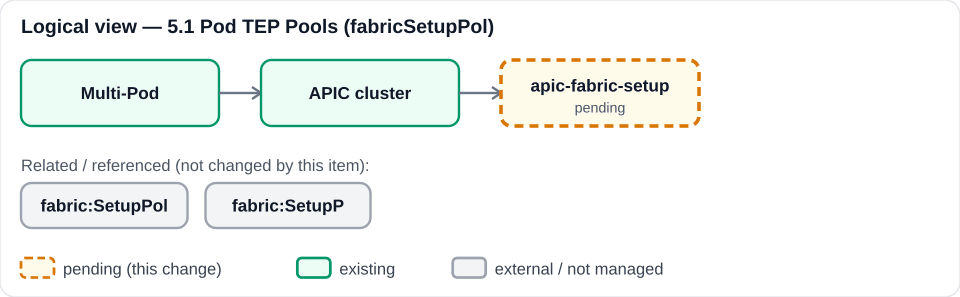 Logical view — 5.1 Pod TEP Pools (fabricSetupPol)
Multi-Pod
APIC cluster
apic-fabric-setup
pending
Related / referenced (not changed by this item):
fabric:SetupPol
fabric:SetupP
pending (this change)
existing
external / not managed